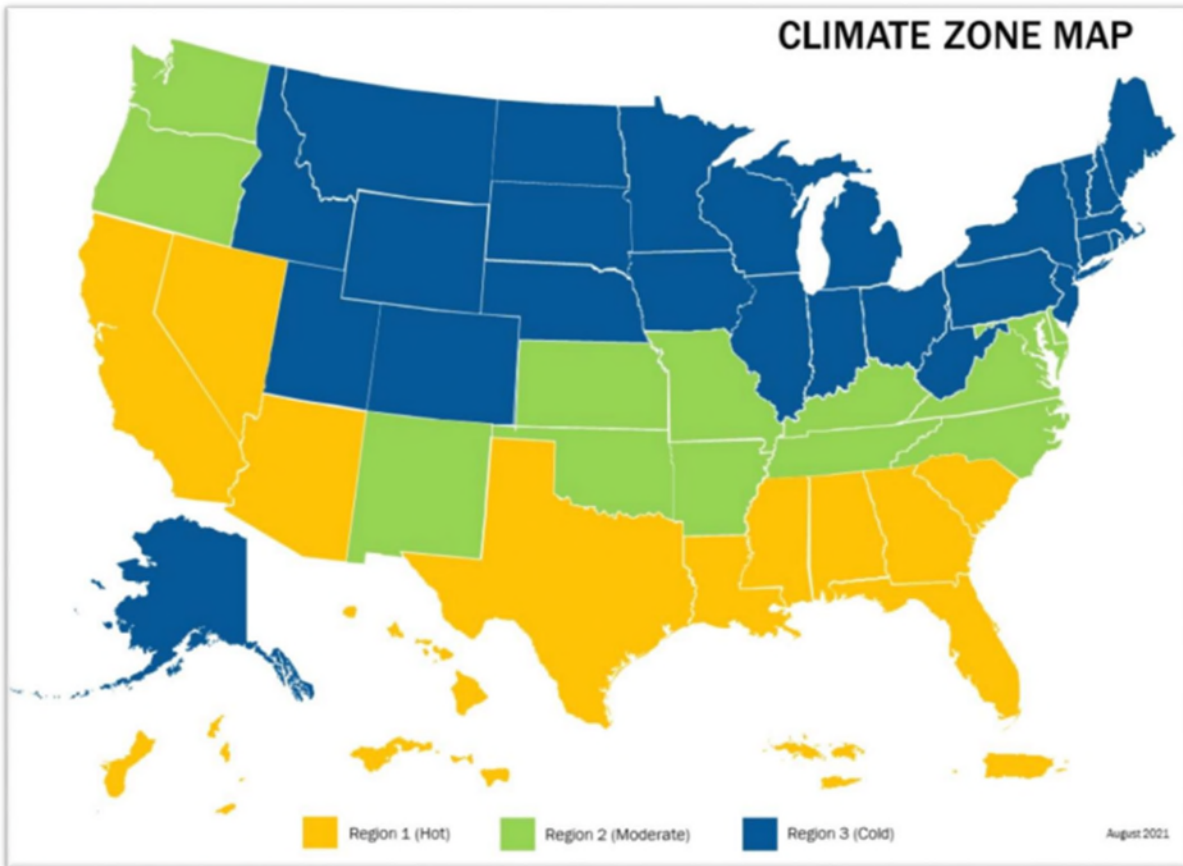 CLIMATE ZONE MAP
Region 1 (Hot)
Region 2 (Moderate)
Region 3 (Cold)
August 2021